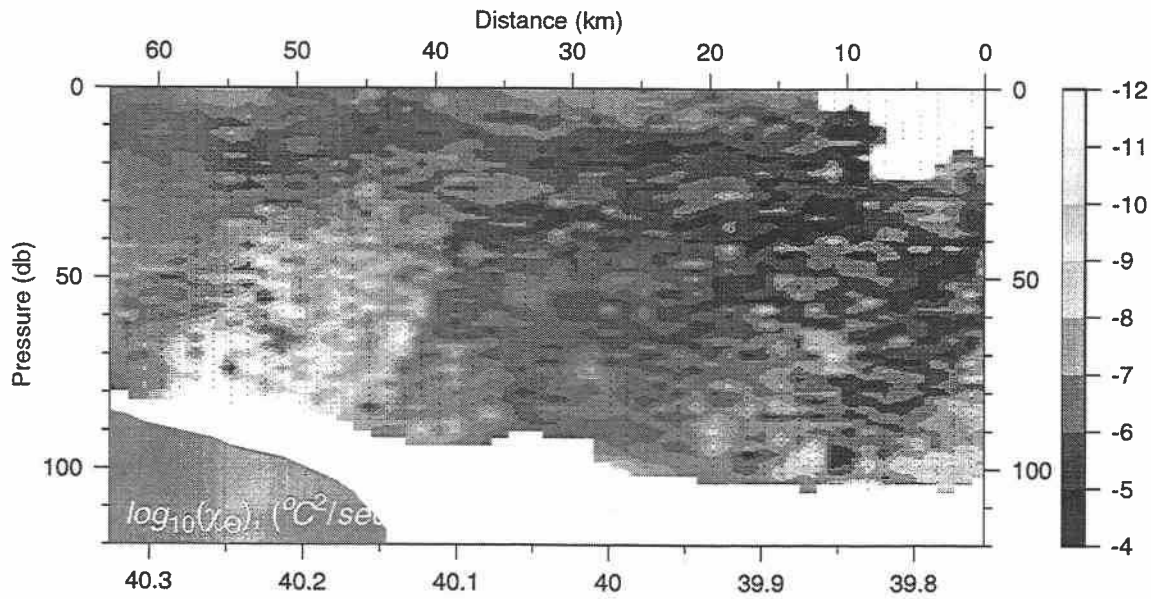 Distance (km)
60 50 40 30 20 10 0
0 0 -12
-11
-10
-9
50 50
-8
-7
-6
100 100
-5
-4
Pressure (db)
log₁₀(χ_Θ), (°C²/sec
40.3 40.2 40.1 40 39.9 39.8